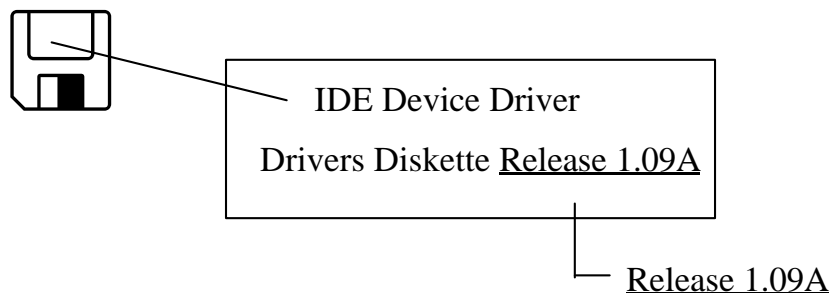 IDE Device Driver
Drivers Diskette Release 1.09A
Release 1.09A